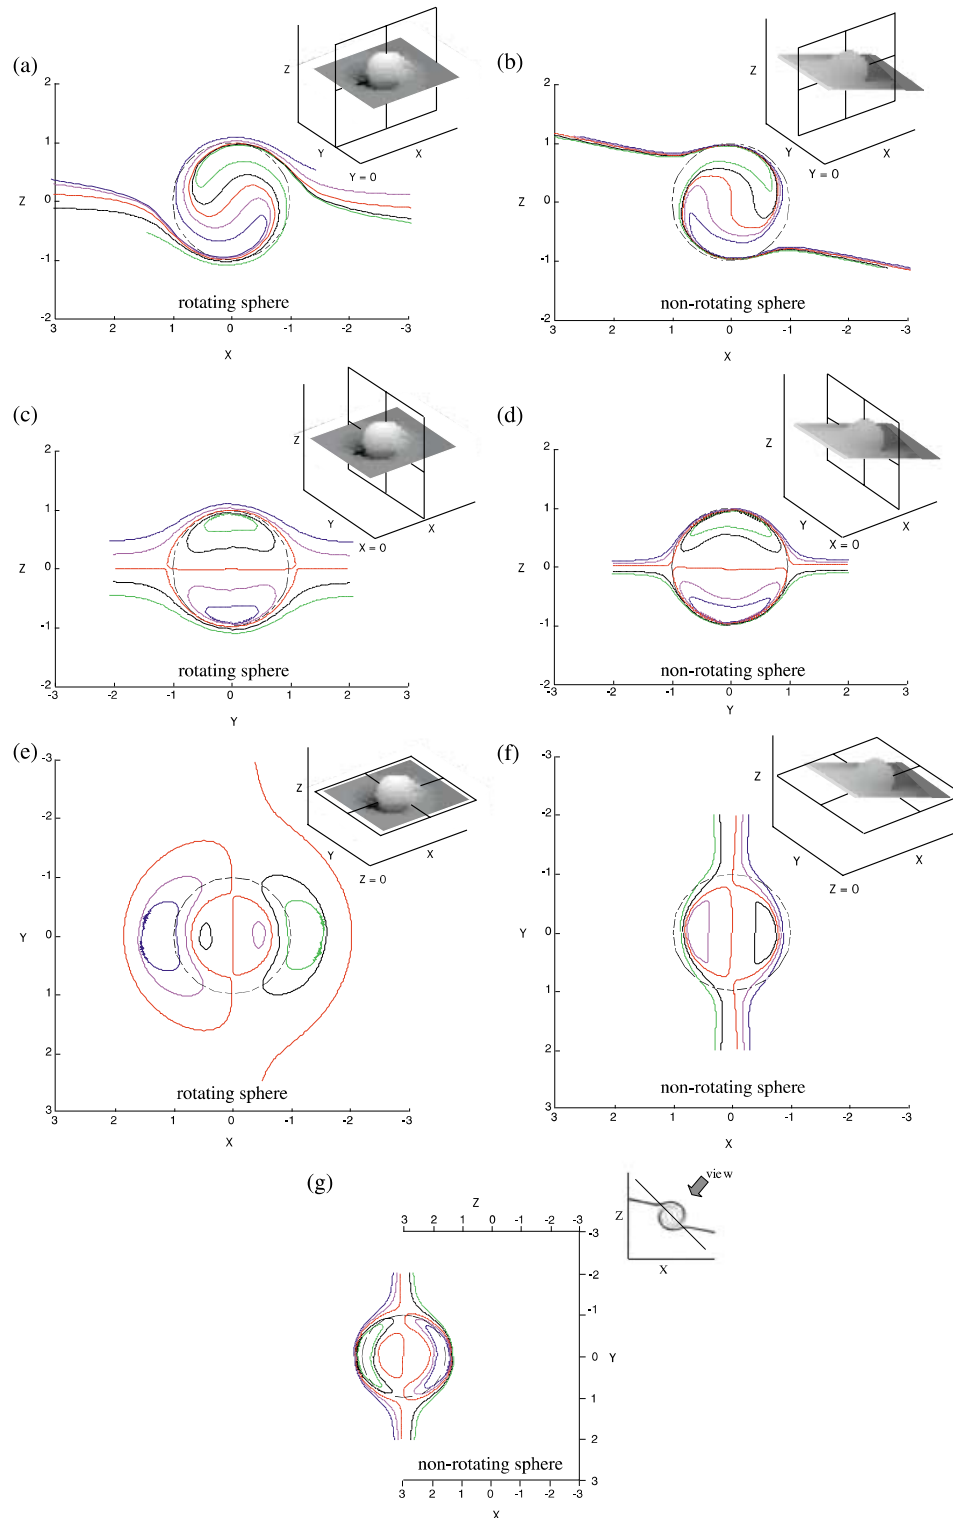 (a)
2
1
Z 0
-1
-2
3 2 1 0 -1 -2 -3
X
rotating sphere
Z
Y
X
Y = 0
(b)
2
1
Z 0
-1
-2
3 2 1 0 -1 -2 -3
X
non-rotating sphere
Z
Y
X
Y = 0
(c)
2
1
Z 0
-1
-2
-3 -2 -1 0 1 2 3
Y
rotating sphere
Z
Y
X
X = 0
(d)
2
1
Z 0
-1
-2
-3 -2 -1 0 1 2 3
Y
non-rotating sphere
Z
Y
X
X = 0
(e)
-3
-2
-1
Y 0
1
2
3
3 2 1 0 -1 -2 -3
X
rotating sphere
Z
Y
X
Z = 0
(f)
-3
-2
-1
Y 0
1
2
3
3 2 1 0 -1 -2 -3
X
non-rotating sphere
Z
Y
X
Z = 0
(g)
Z
3 2 1 0 -1 -2 -3
-3
-2
-1
0 Y
1
2
3
non-rotating sphere
3 2 1 0 -1 -2 -3
X
view
Z
X